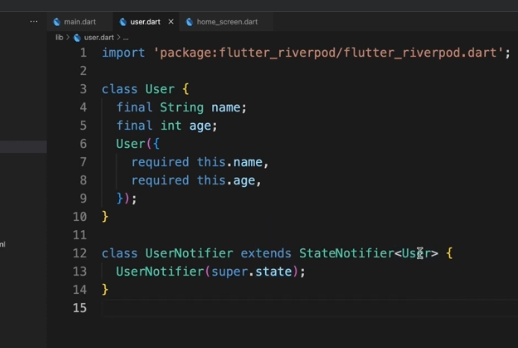 main.dart user.dart home_screen.dart
lib > user.dart > ...
1 import 'package:flutter_riverpod/flutter_riverpod.dart';
2
3 class User {
4 final String name;
5 final int age;
6 User({
7 required this.name,
8 required this.age,
9 });
10 }
11
12 class UserNotifier extends StateNotifier<User> {
13 UserNotifier(super.state);
14 }
15
ml